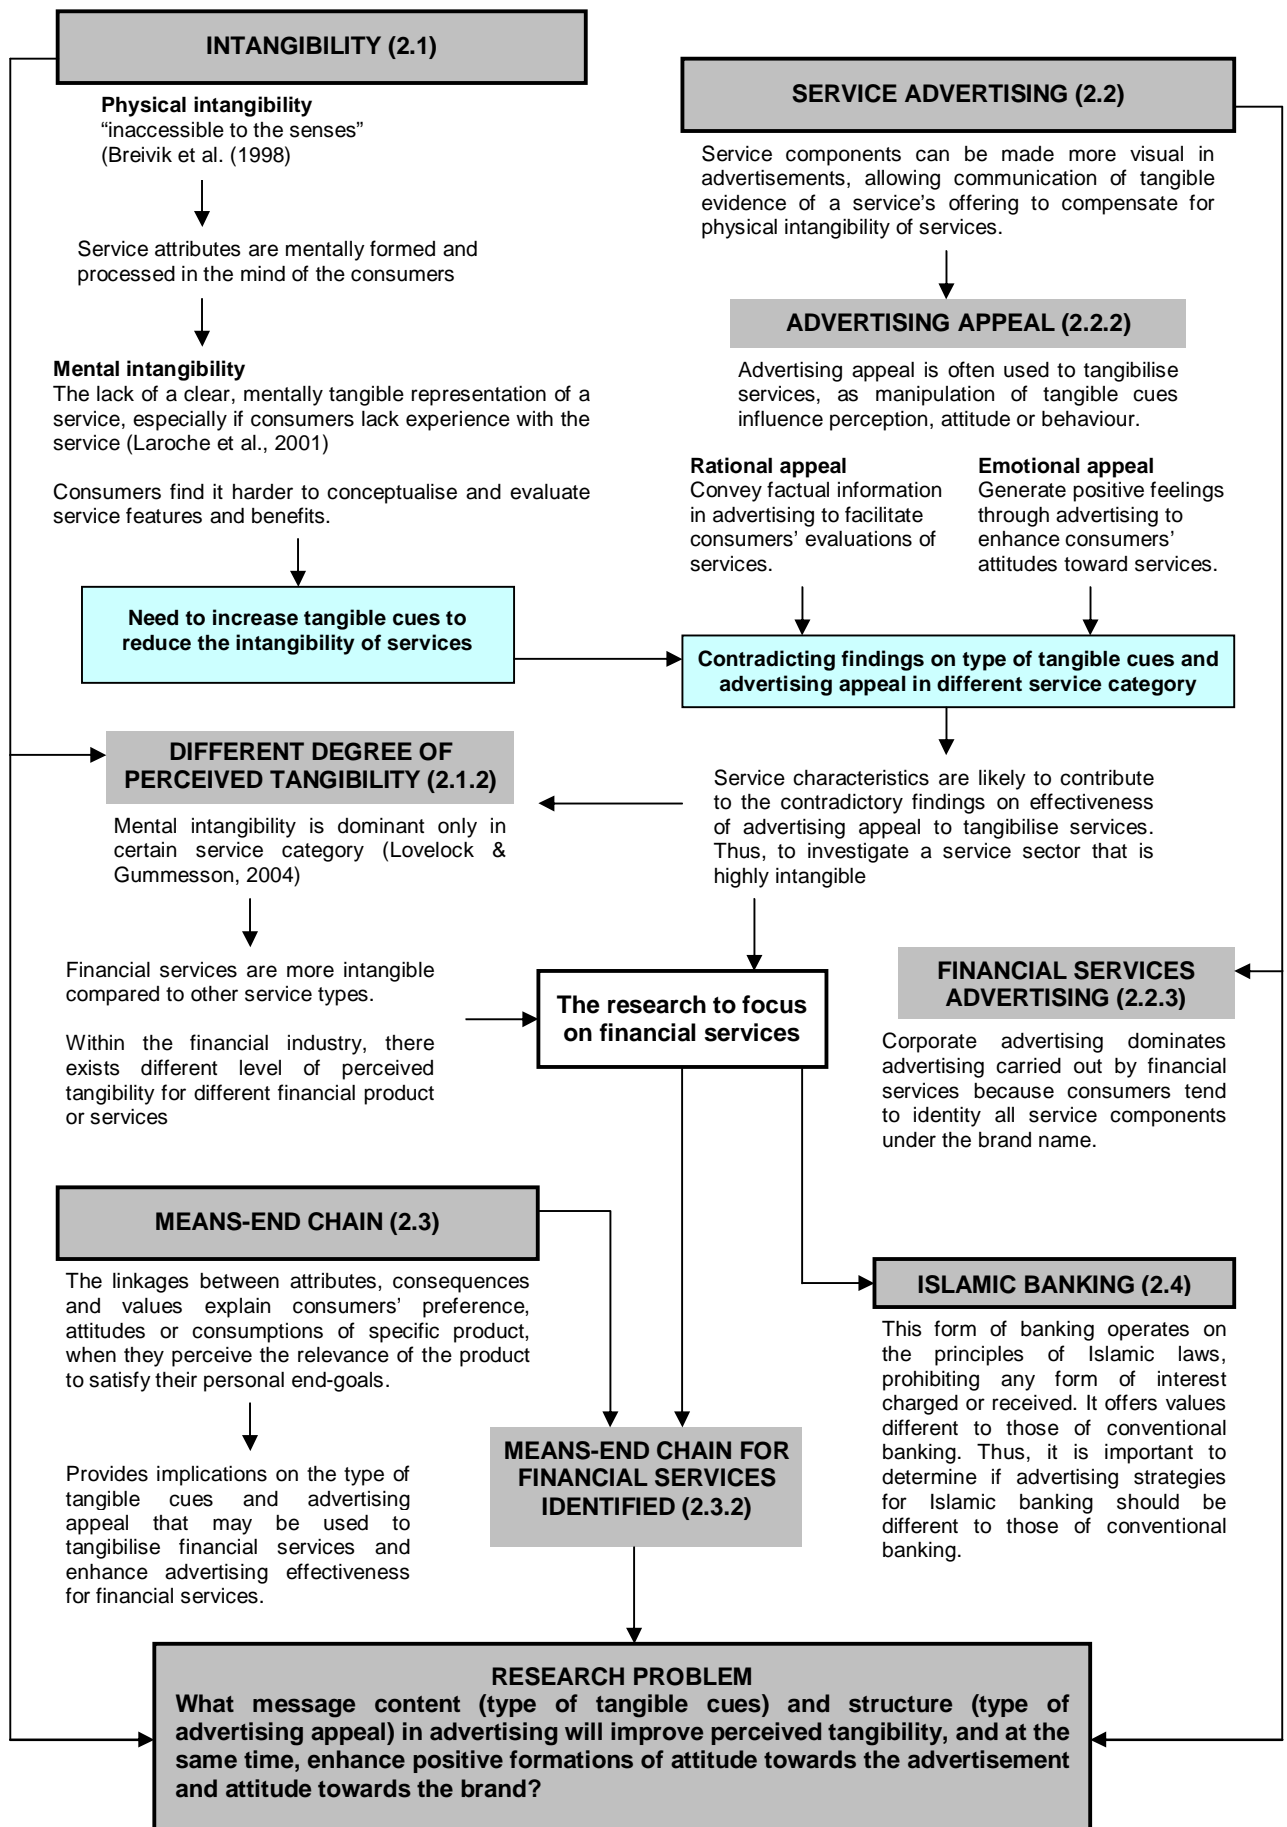 INTANGIBILITY (2.1)
Physical intangibility
“inaccessible to the senses”
(Breivik et al. (1998)
Service attributes are mentally formed and
processed in the mind of the consumers
Mental intangibility
The lack of a clear, mentally tangible representation of a
service, especially if consumers lack experience with the
service (Laroche et al., 2001)
Consumers find it harder to conceptualise and evaluate
service features and benefits.
Need to increase tangible cues to
reduce the intangibility of services
SERVICE ADVERTISING (2.2)
Service components can be made more visual in
advertisements, allowing communication of tangible
evidence of a service’s offering to compensate for
physical intangibility of services.
ADVERTISING APPEAL (2.2.2)
Advertising appeal is often used to tangibilise
services, as manipulation of tangible cues
influence perception, attitude or behaviour.
Rational appeal
Convey factual information
in advertising to facilitate
consumers’ evaluations of
services.
Emotional appeal
Generate positive feelings
through advertising to
enhance consumers’
attitudes toward services.
Contradicting findings on type of tangible cues and
advertising appeal in different service category
DIFFERENT DEGREE OF
PERCEIVED TANGIBILITY (2.1.2)
Mental intangibility is dominant only in
certain service category (Lovelock &
Gummesson, 2004)
Service characteristics are likely to contribute
to the contradictory findings on effectiveness
of advertising appeal to tangibilise services.
Thus, to investigate a service sector that is
highly intangible
Financial services are more intangible
compared to other service types.
Within the financial industry, there
exists different level of perceived
tangibility for different financial product
or services
The research to focus
on financial services
FINANCIAL SERVICES
ADVERTISING (2.2.3)
Corporate advertising dominates
advertising carried out by financial
services because consumers tend
to identity all service components
under the brand name.
MEANS-END CHAIN (2.3)
The linkages between attributes, consequences
and values explain consumers’ preference,
attitudes or consumptions of specific product,
when they perceive the relevance of the product
to satisfy their personal end-goals.
Provides implications on the type of
tangible cues and advertising
appeal that may be used to
tangibilise financial services and
enhance advertising effectiveness
for financial services.
MEANS-END CHAIN FOR
FINANCIAL SERVICES
IDENTIFIED (2.3.2)
ISLAMIC BANKING (2.4)
This form of banking operates on
the principles of Islamic laws,
prohibiting any form of interest
charged or received. It offers values
different to those of conventional
banking. Thus, it is important to
determine if advertising strategies
for Islamic banking should be
different to those of conventional
banking.
RESEARCH PROBLEM
What message content (type of tangible cues) and structure (type of
advertising appeal) in advertising will improve perceived tangibility, and at the
same time, enhance positive formations of attitude towards the advertisement
and attitude towards the brand?